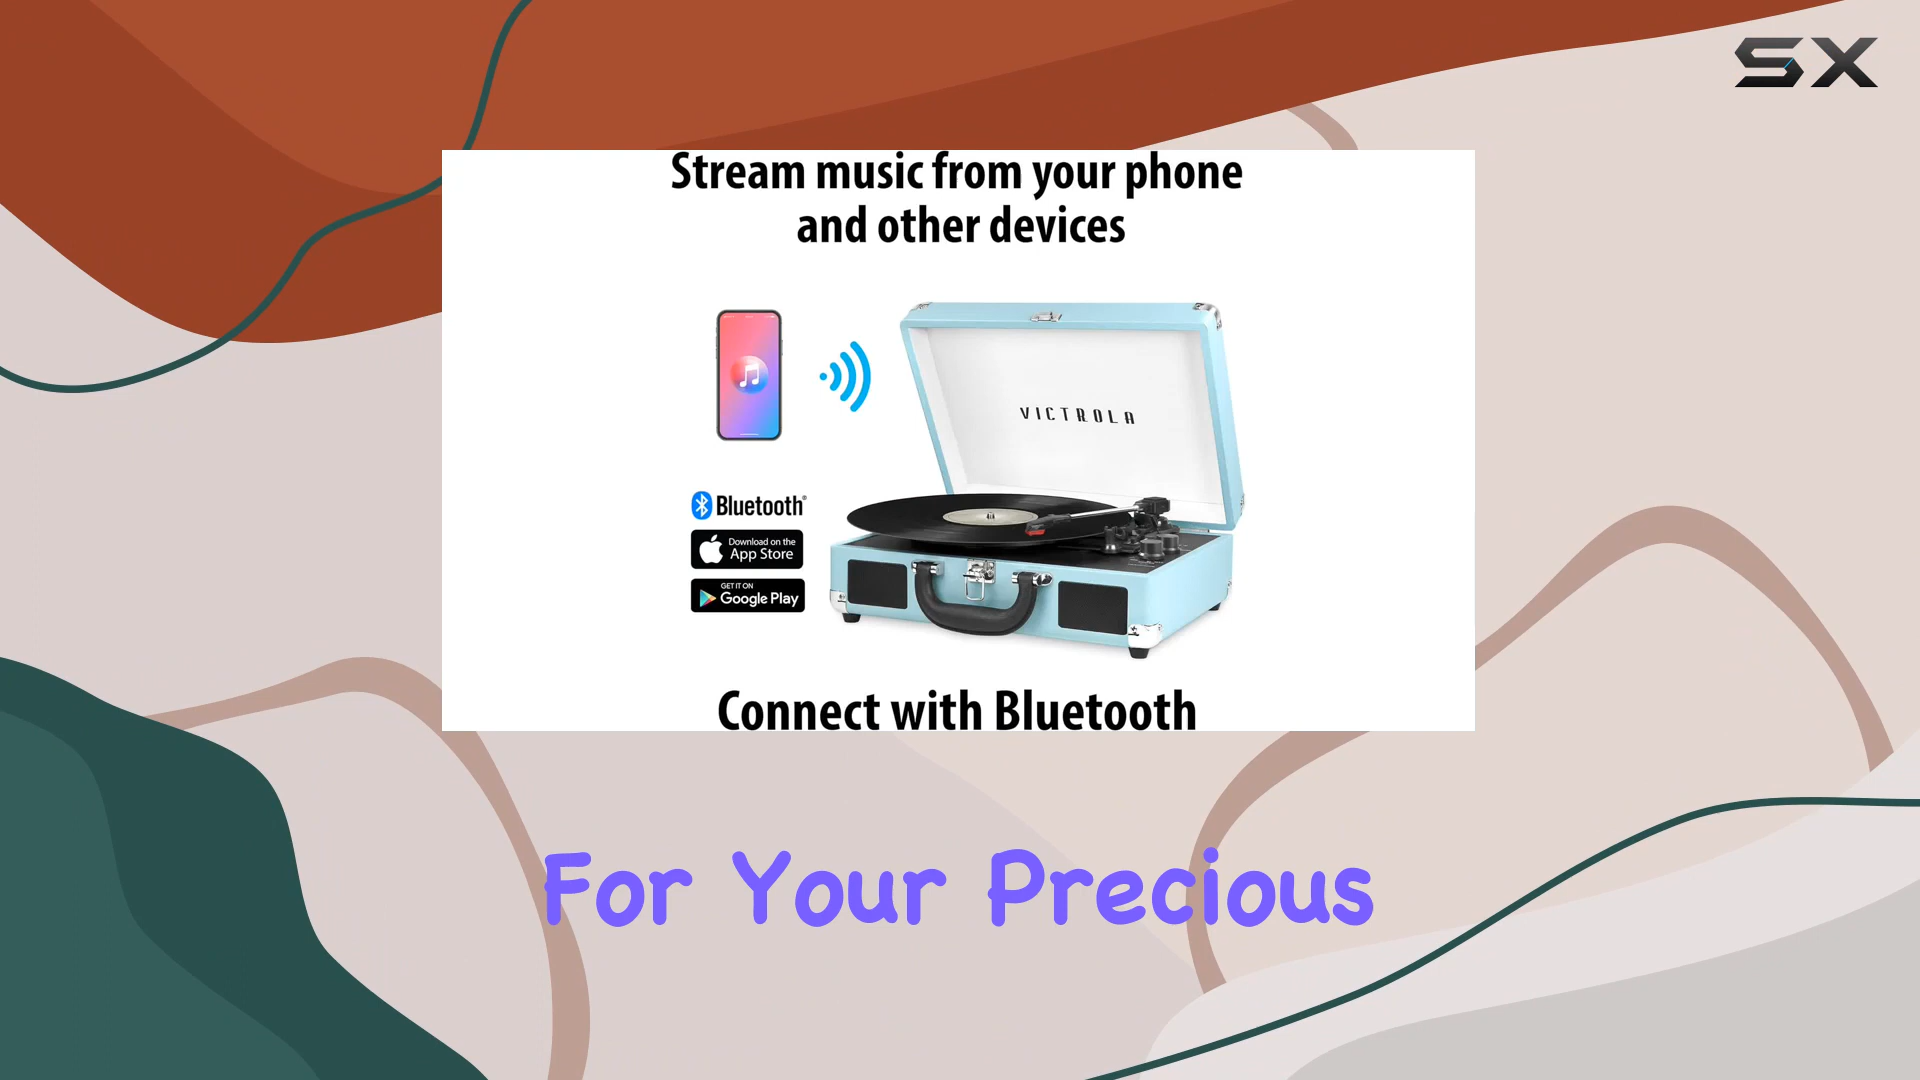 SX
Stream music from your phone
and other devices
VICTROLA
Bluetooth®
Download on the
App Store
GET IT ON
Google Play
Connect with Bluetooth
For Your Precious